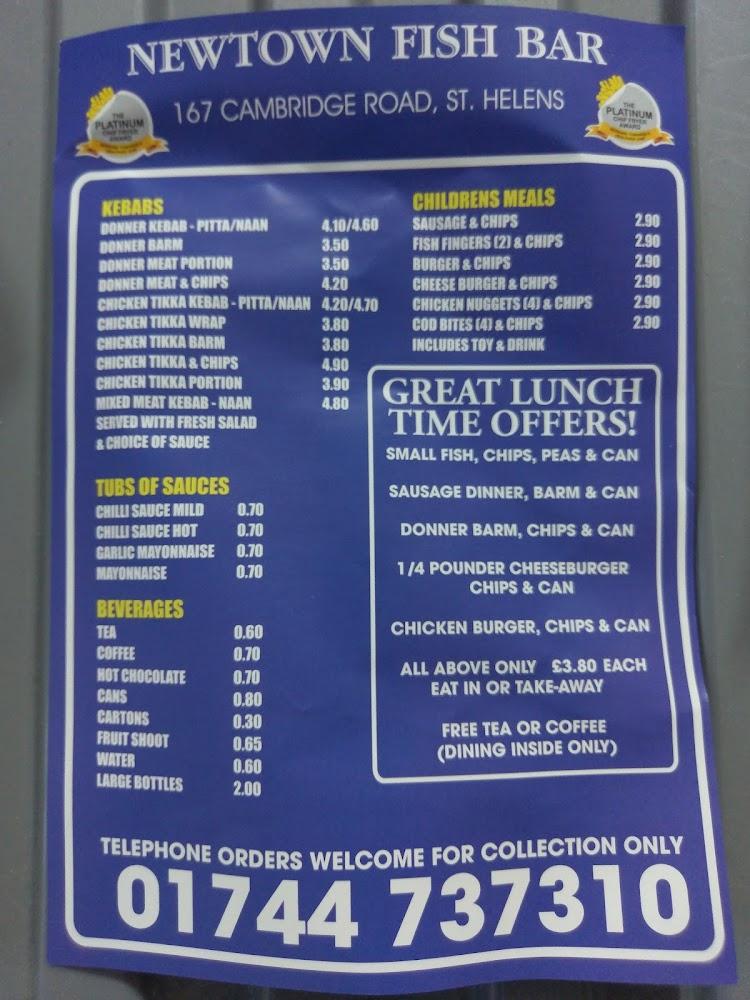 NEWTOWN FISH BAR
167 CAMBRIDGE ROAD, ST. HELENS
THE
PLATINUM
CHIP FRYER
AWARD
THE
PLATINUM
CHIP FRYER
AWARD
KEBABS
DONNER KEBAB - PITTA/NAAN 4.10/4.60
DONNER BARM 3.50
DONNER MEAT PORTION 3.50
DONNER MEAT & CHIPS 4.20
CHICKEN TIKKA KEBAB - PITTA/NAAN 4.20/4.70
CHICKEN TIKKA WRAP 3.80
CHICKEN TIKKA BARM 3.80
CHICKEN TIKKA & CHIPS 4.90
CHICKEN TIKKA PORTION 3.90
MIXED MEAT KEBAB - NAAN 4.80
SERVED WITH FRESH SALAD
& CHOICE OF SAUCE
TUBS OF SAUCES
CHILLI SAUCE MILD 0.70
CHILLI SAUCE HOT 0.70
GARLIC MAYONNAISE 0.70
MAYONNAISE 0.70
BEVERAGES
TEA 0.60
COFFEE 0.70
HOT CHOCOLATE 0.70
CANS 0.80
CARTONS 0.30
FRUIT SHOOT 0.65
WATER 0.60
LARGE BOTTLES 2.00
CHILDRENS MEALS
SAUSAGE & CHIPS 2.90
FISH FINGERS (2) & CHIPS 2.90
BURGER & CHIPS 2.90
CHEESE BURGER & CHIPS 2.90
CHICKEN NUGGETS (4) & CHIPS 2.90
COD BITES (4) & CHIPS 2.90
INCLUDES TOY & DRINK
GREAT LUNCH
TIME OFFERS!
SMALL FISH, CHIPS, PEAS & CAN
SAUSAGE DINNER, BARM & CAN
DONNER BARM, CHIPS & CAN
1/4 POUNDER CHEESEBURGER
CHIPS & CAN
CHICKEN BURGER, CHIPS & CAN
ALL ABOVE ONLY £3.80 EACH
EAT IN OR TAKE-AWAY
FREE TEA OR COFFEE
(DINING INSIDE ONLY)
TELEPHONE ORDERS WELCOME FOR COLLECTION ONLY
01744 737310